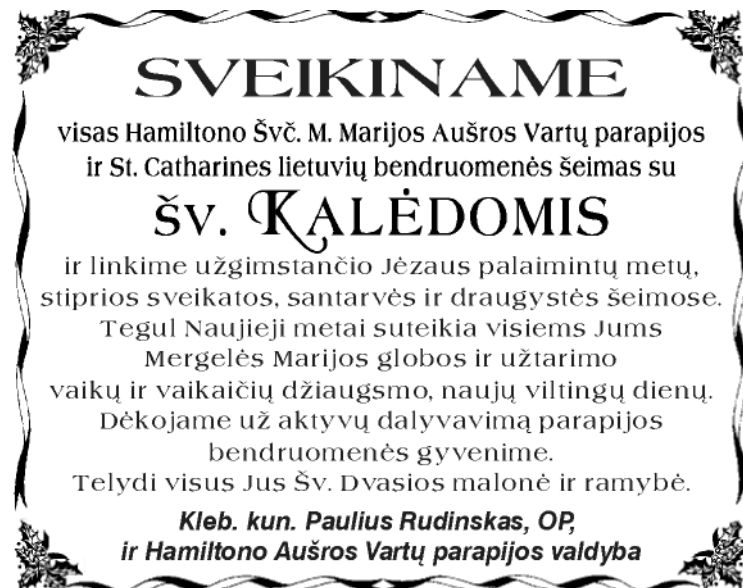 SVEIKINAME
visas Hamiltono Švč. M. Marijos Aušros Vartų parapijos
ir St. Catharines lietuvių bendruomenės šeimas su
šv. KALĖDOMIS
ir linkime užgimstančio Jėzaus palaimintų metų,
stiprios sveikatos, santarvės ir draugystės šeimose.
Tegul Naujieji metai suteikia visiems Jums
Mergelės Marijos globos ir užtarimo
vaikų ir vaikaičių džiaugsmo, naujų viltingų dienų.
Dėkojame už aktyvų dalyvavimą parapijos
bendruomenės gyvenime.
Telydi visus Jus Šv. Dvasios malonė ir ramybė.
Kleb. kun. Paulius Rudinskas, OP,
ir Hamiltono Aušros Vartų parapijos valdyba